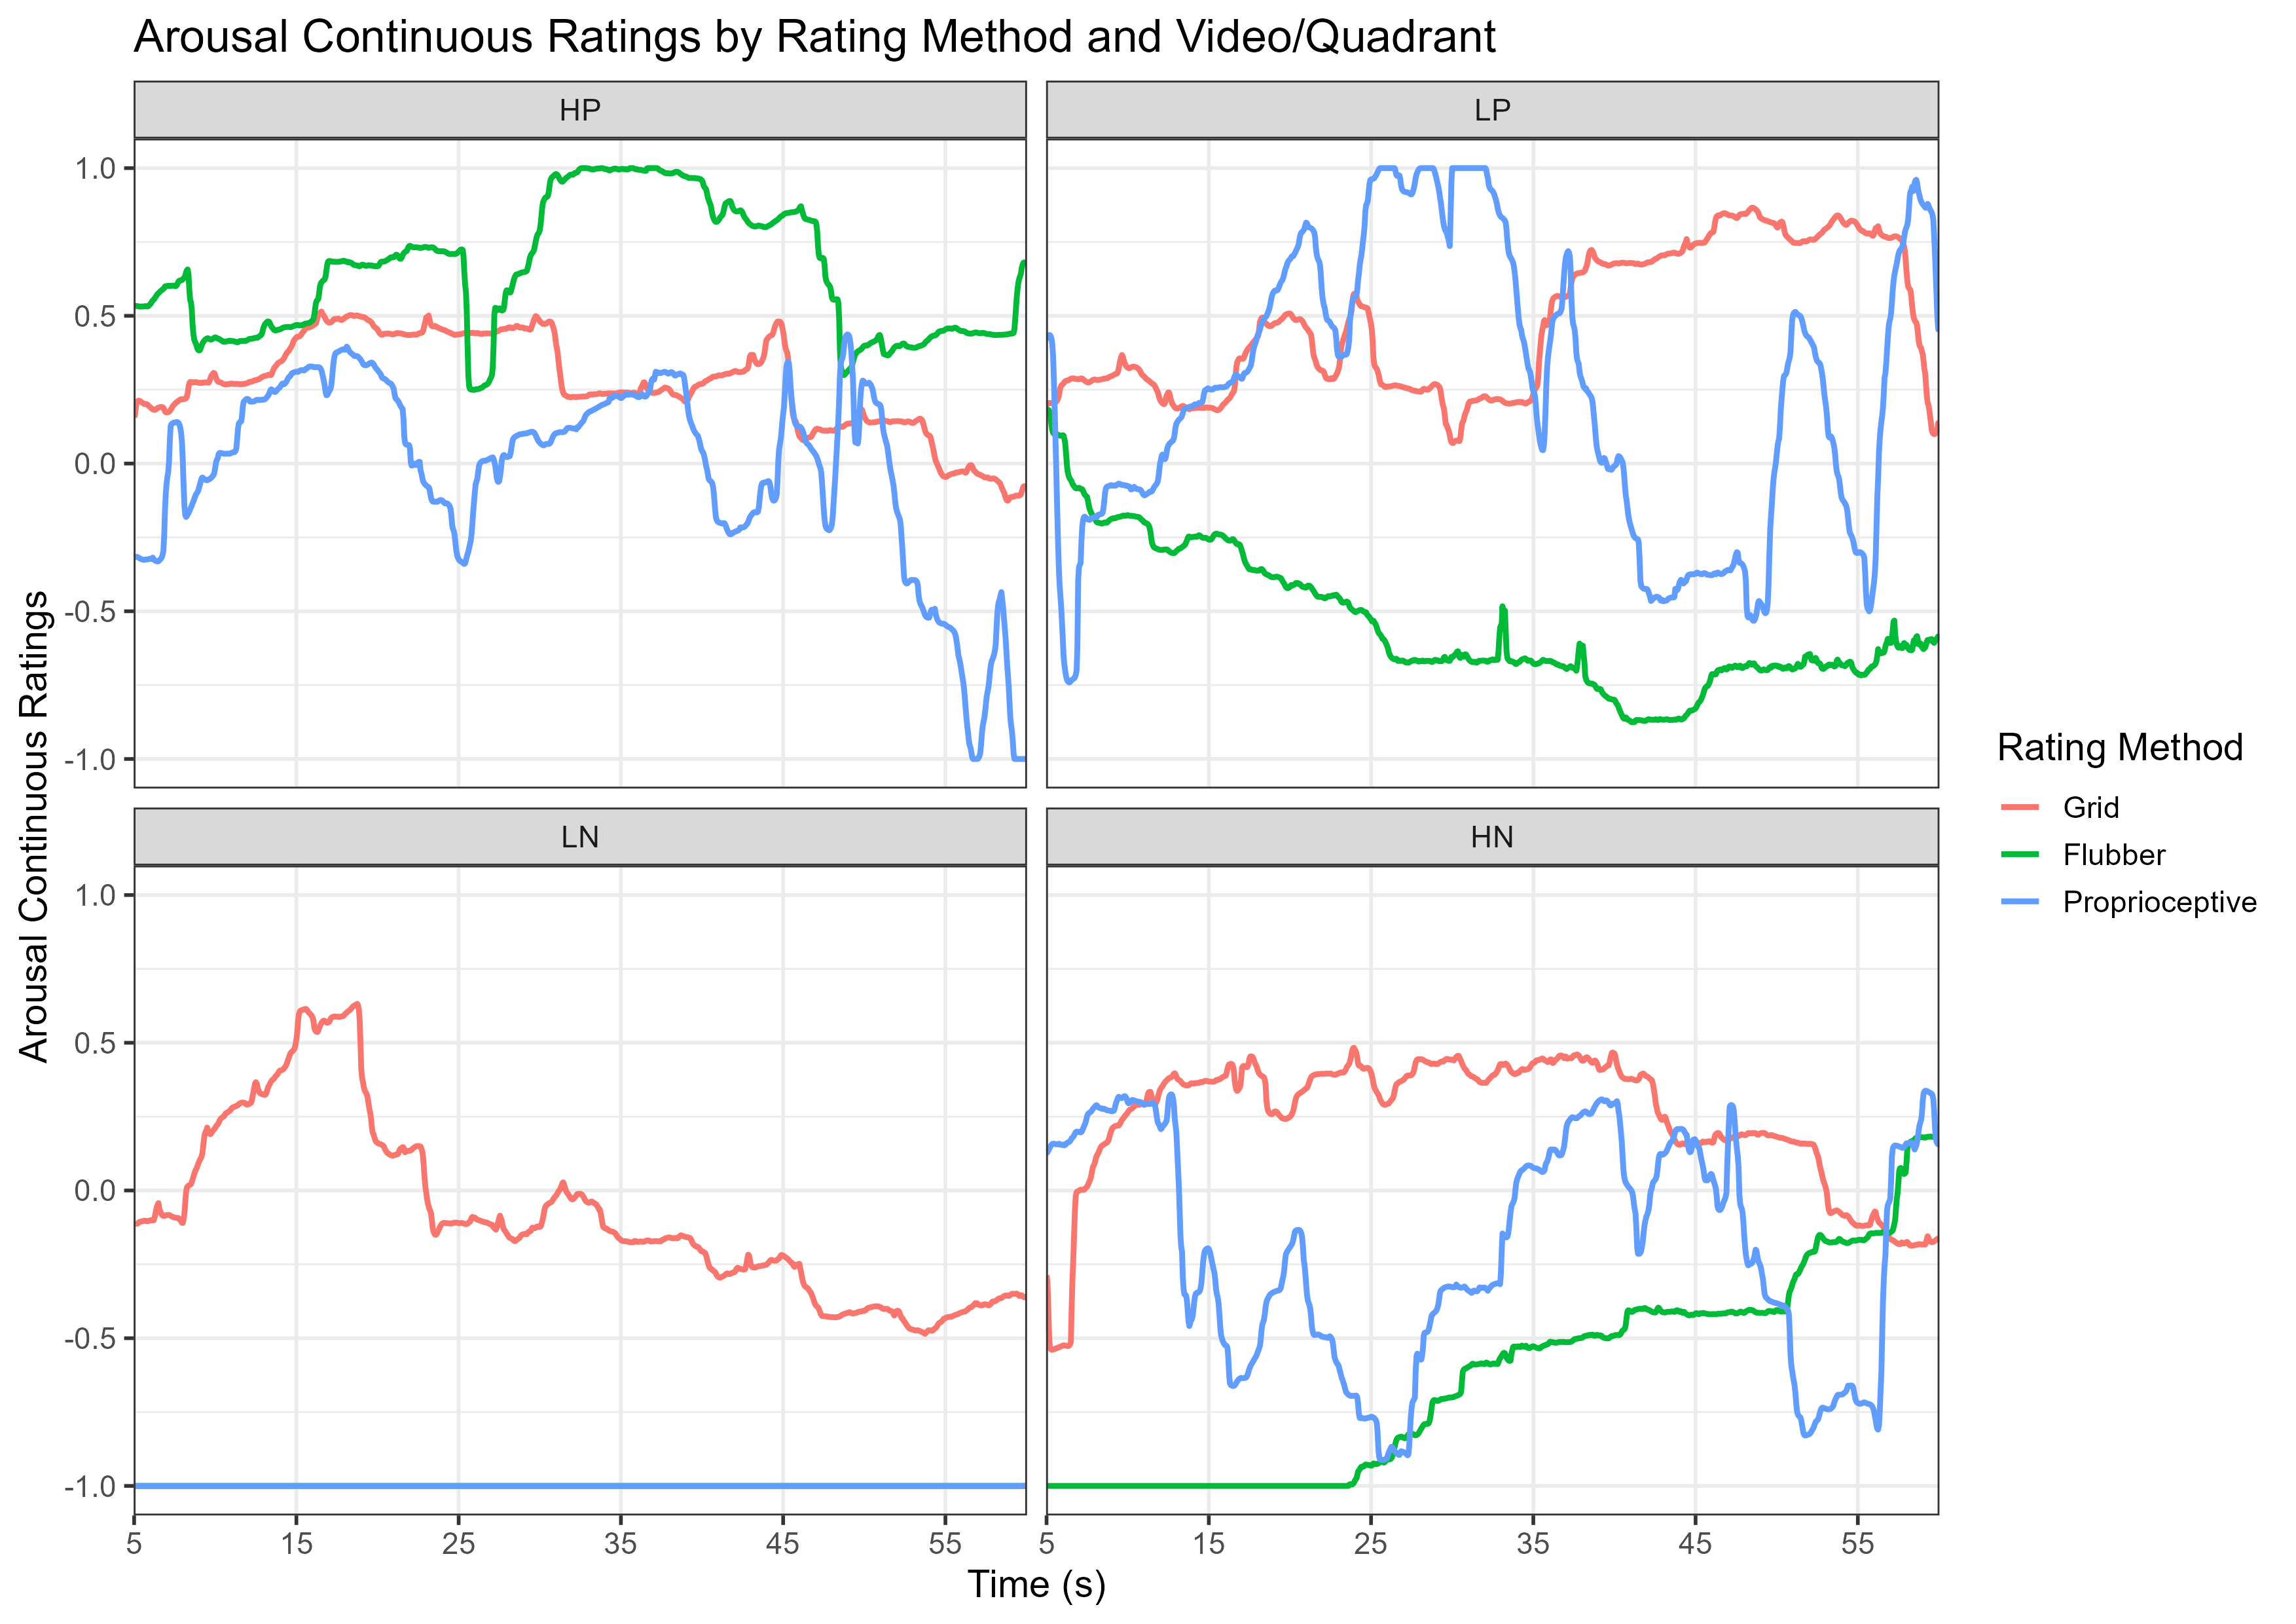 Arousal Continuous Ratings by Rating Method and Video/Quadrant
HP
LP
1.0
0.5
0.0
-0.5
-1.0
LN
HN
1.0
0.5
0.0
-0.5
-1.0
5 15 25 35 45 55
5 15 25 35 45 55
Time (s)
Arousal Continuous Ratings
Rating Method
Grid
Flubber
Proprioceptive